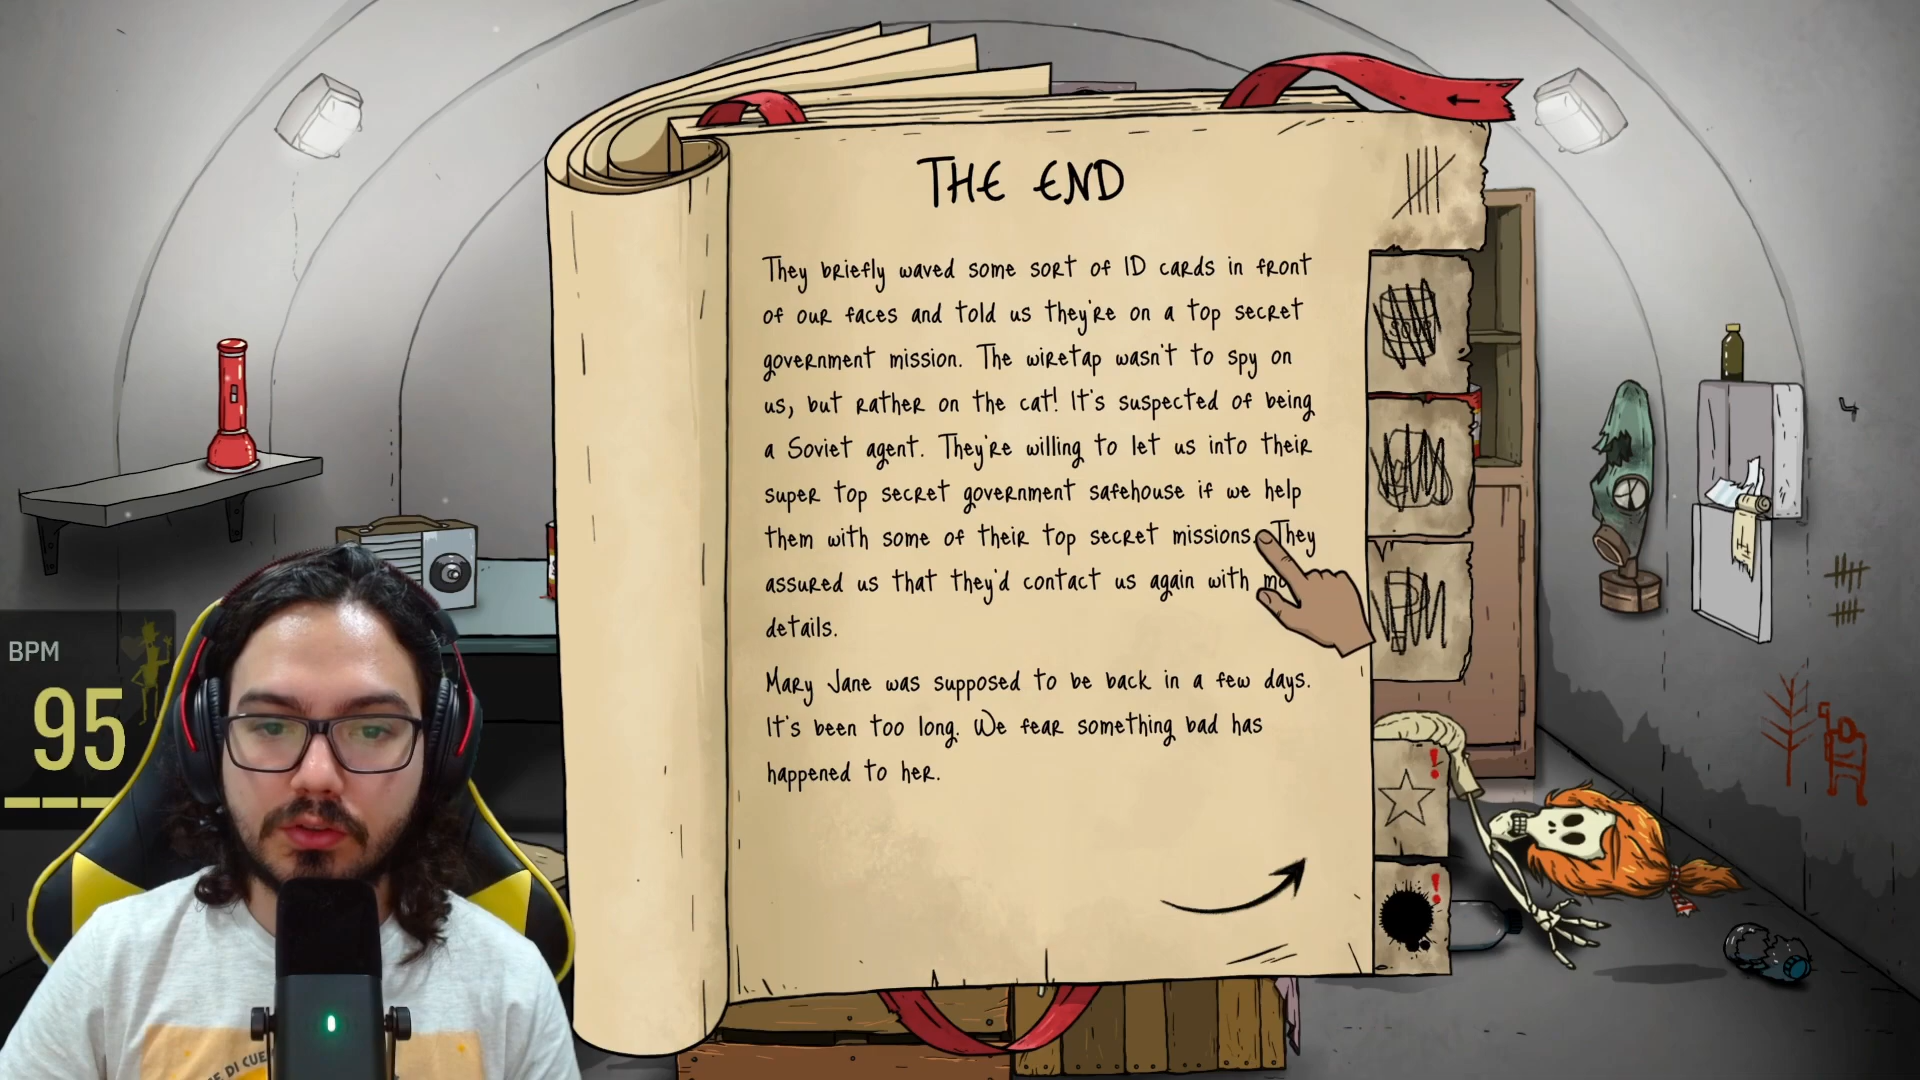 THE END
They briefly waved some sort of ID cards in front
of our faces and told us they're on a top secret
government mission. The wiretap wasn't to spy on
us, but rather on the cat! It's suspected of being
a Soviet agent. They're willing to let us into their
super top secret government safehouse if we help
them with some of their top secret missions. They
assured us that they'd contact us again with
details.
Mary Jane was supposed to be back in a few days.
It's been too long. We fear something bad has
happened to her.
BPM
95
DI CUE